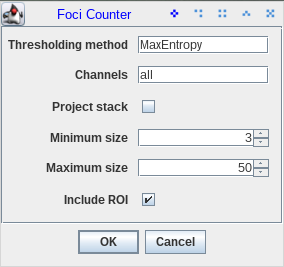 Foci Counter
Thresholding method MaxEntropy
Channels all
Project stack
Minimum size 3
Maximum size 50
Include ROI
OK Cancel